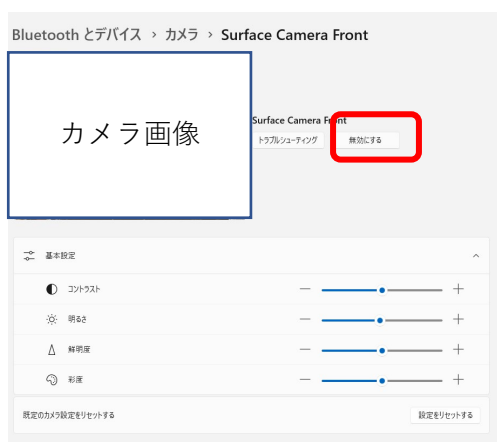 Bluetooth とデバイス › カメラ › Surface Camera Front
カメラ画像
Surface Camera Front
トラブルシューティング 無効にする
基本設定
コントラスト
明るさ
鮮明度
彩度
既定のカメラ設定をリセットする 設定をリセットする